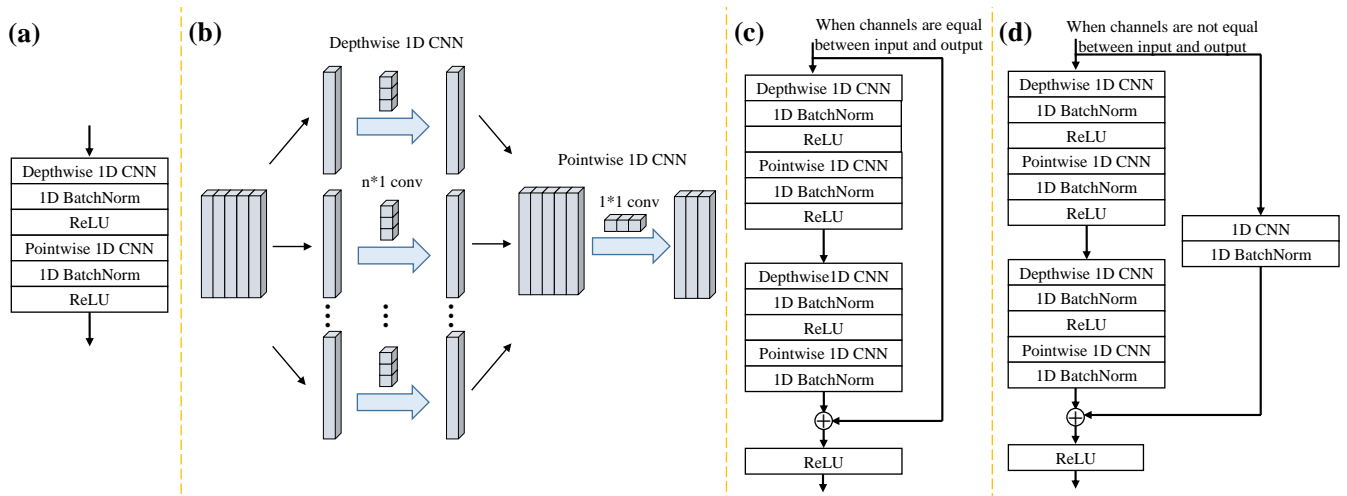 (a)
Depthwise 1D CNN
1D BatchNorm
ReLU
Pointwise 1D CNN
1D BatchNorm
ReLU
(b)
Depthwise 1D CNN
n*1 conv
Pointwise 1D CNN
1*1 conv
(c)
When channels are equal
between input and output
Depthwise 1D CNN
1D BatchNorm
ReLU
Pointwise 1D CNN
1D BatchNorm
ReLU
Depthwise1D CNN
1D BatchNorm
ReLU
Pointwise 1D CNN
1D BatchNorm
ReLU
(d)
When channels are not equal
between input and output
Depthwise 1D CNN
1D BatchNorm
ReLU
Pointwise 1D CNN
1D BatchNorm
ReLU
1D CNN
1D BatchNorm
Depthwise 1D CNN
1D BatchNorm
ReLU
Pointwise 1D CNN
1D BatchNorm
ReLU